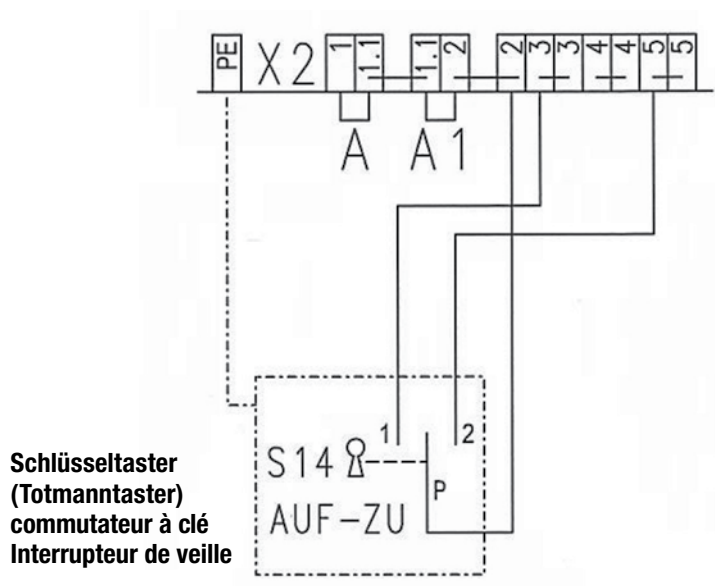 PE X2 1 1.1 1.1 2 2 3 3 4 4 5 5
A A1
1 2
S14
P
AUF-ZU
Schlüsseltaster
(Totmanntaster)
commutateur à clé
Interrupteur de veille